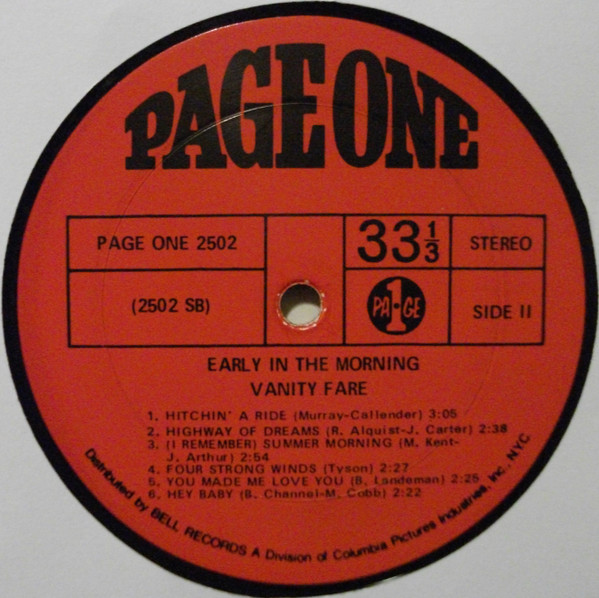 PAGE ONE
PAGE ONE 2502
33 1/3
STEREO
(2502 SB)
PA·GE
1
SIDE II
EARLY IN THE MORNING
VANITY FARE
1. HITCHIN' A RIDE (Murray-Callender) 3:05
2. HIGHWAY OF DREAMS (R. Alquist-J. Carter) 2:38
3. (I REMEMBER) SUMMER MORNING (M. Kent-
J. Arthur) 2:54
4. FOUR STRONG WINDS (Tyson) 2:27
5. YOU MADE ME LOVE YOU (B. Landeman) 2:25
6. HEY BABY (B. Channel-M. Cobb) 2:22
Distributed by BELL RECORDS A Division of Columbia Pictures Industries, Inc., NYC